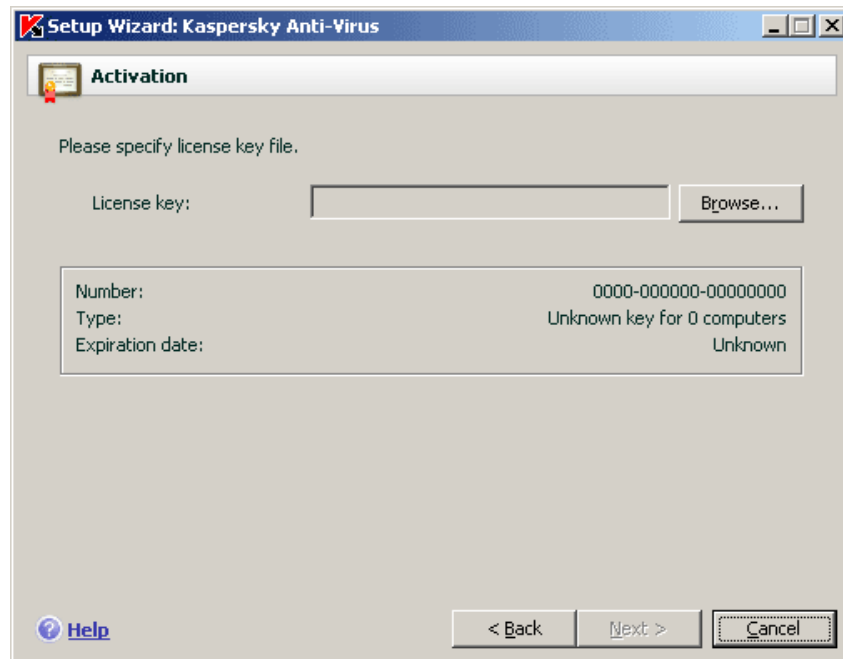 Setup Wizard: Kaspersky Anti-Virus
Activation
Please specify license key file.
License key: Browse...
Number: 0000-000000-00000000
Type: Unknown key for 0 computers
Expiration date: Unknown
Help < Back Next > Cancel